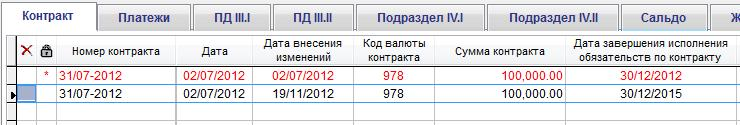 Контракт Платежи ПД III.I ПД III.II Подраздел IV.I Подраздел IV.II Сальдо
Номер контракта Дата Дата внесения изменений Код валюты контракта Сумма контракта Дата завершения исполнения обязательств по контракту
* 31/07-2012 02/07/2012 02/07/2012 978 100,000.00 30/12/2012
31/07-2012 02/07/2012 19/11/2012 978 100,000.00 30/12/2015